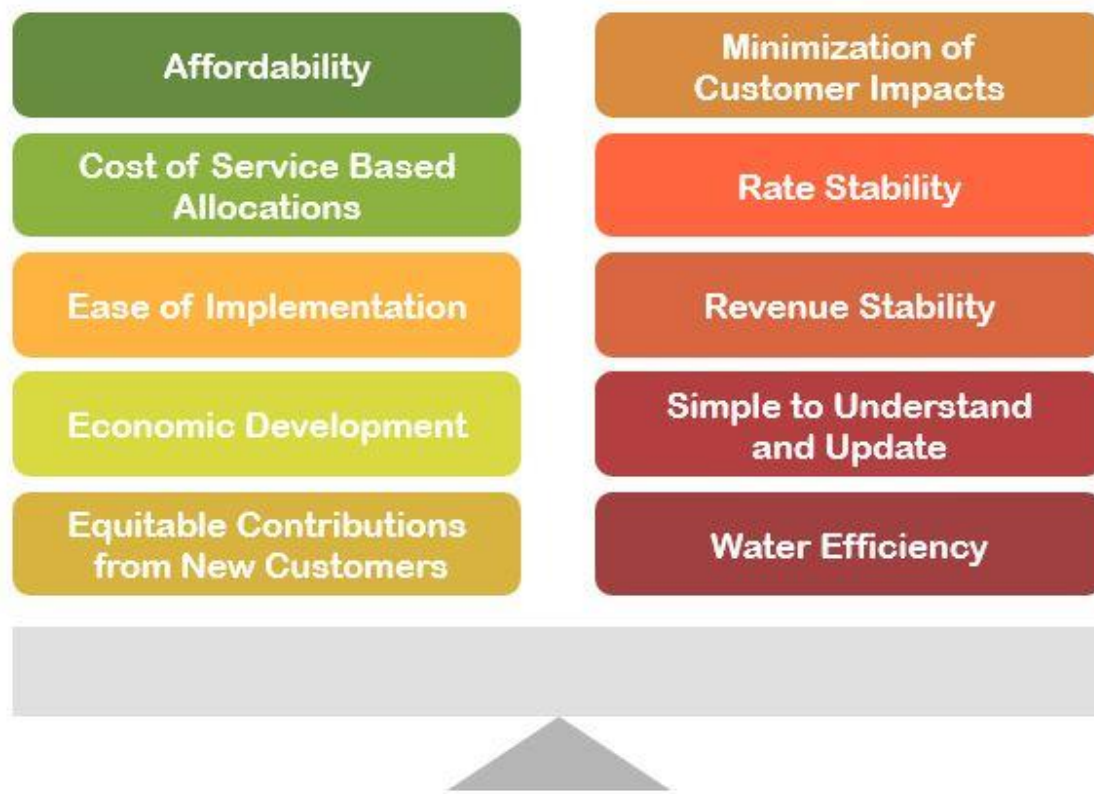 Affordability
Cost of Service Based
Allocations
Ease of Implementation
Economic Development
Equitable Contributions
from New Customers
Minimization of
Customer Impacts
Rate Stability
Revenue Stability
Simple to Understand
and Update
Water Efficiency